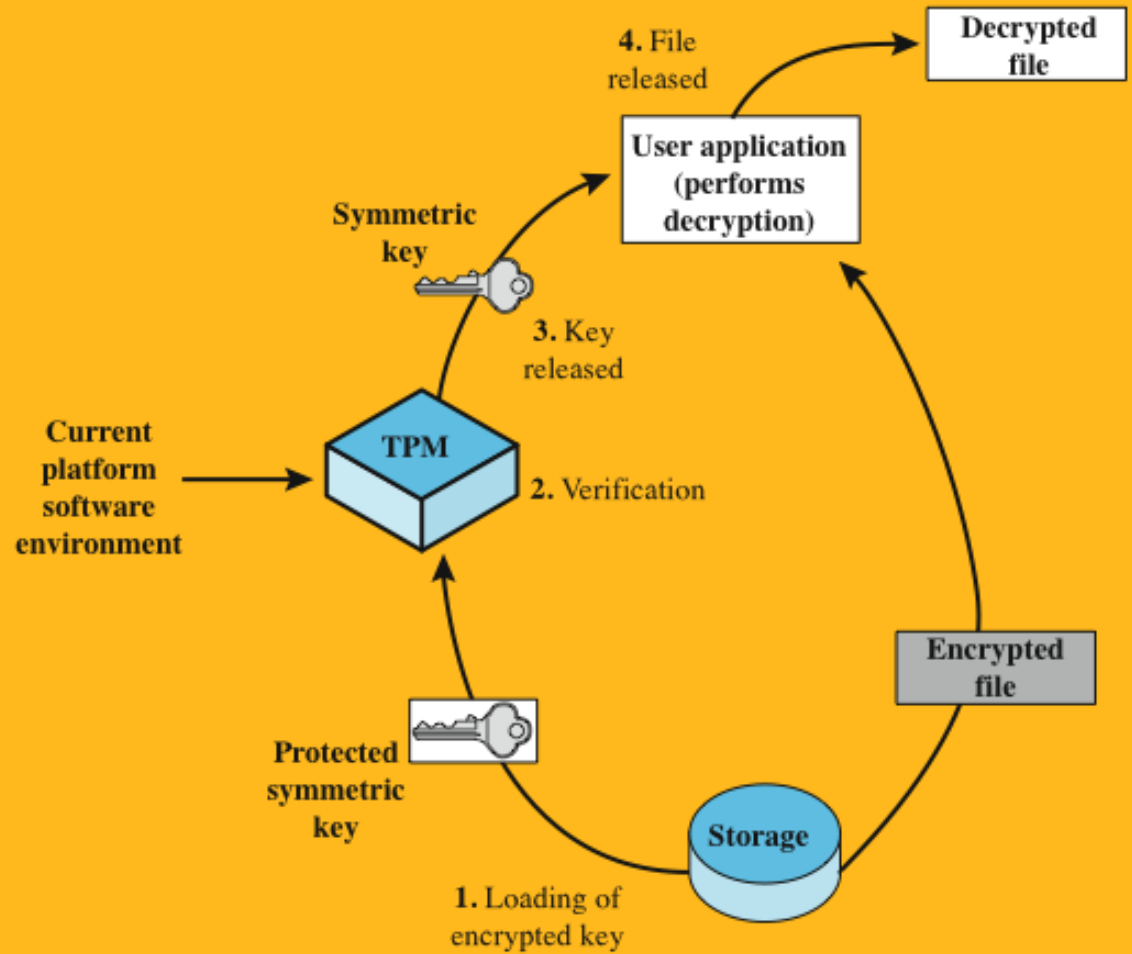 4. File
released
Decrypted
file
User application
(performs
decryption)
Symmetric
key
3. Key
released
Current
platform
software
environment
TPM
2. Verification
Encrypted
file
Protected
symmetric
key
Storage
1. Loading of
encrypted key